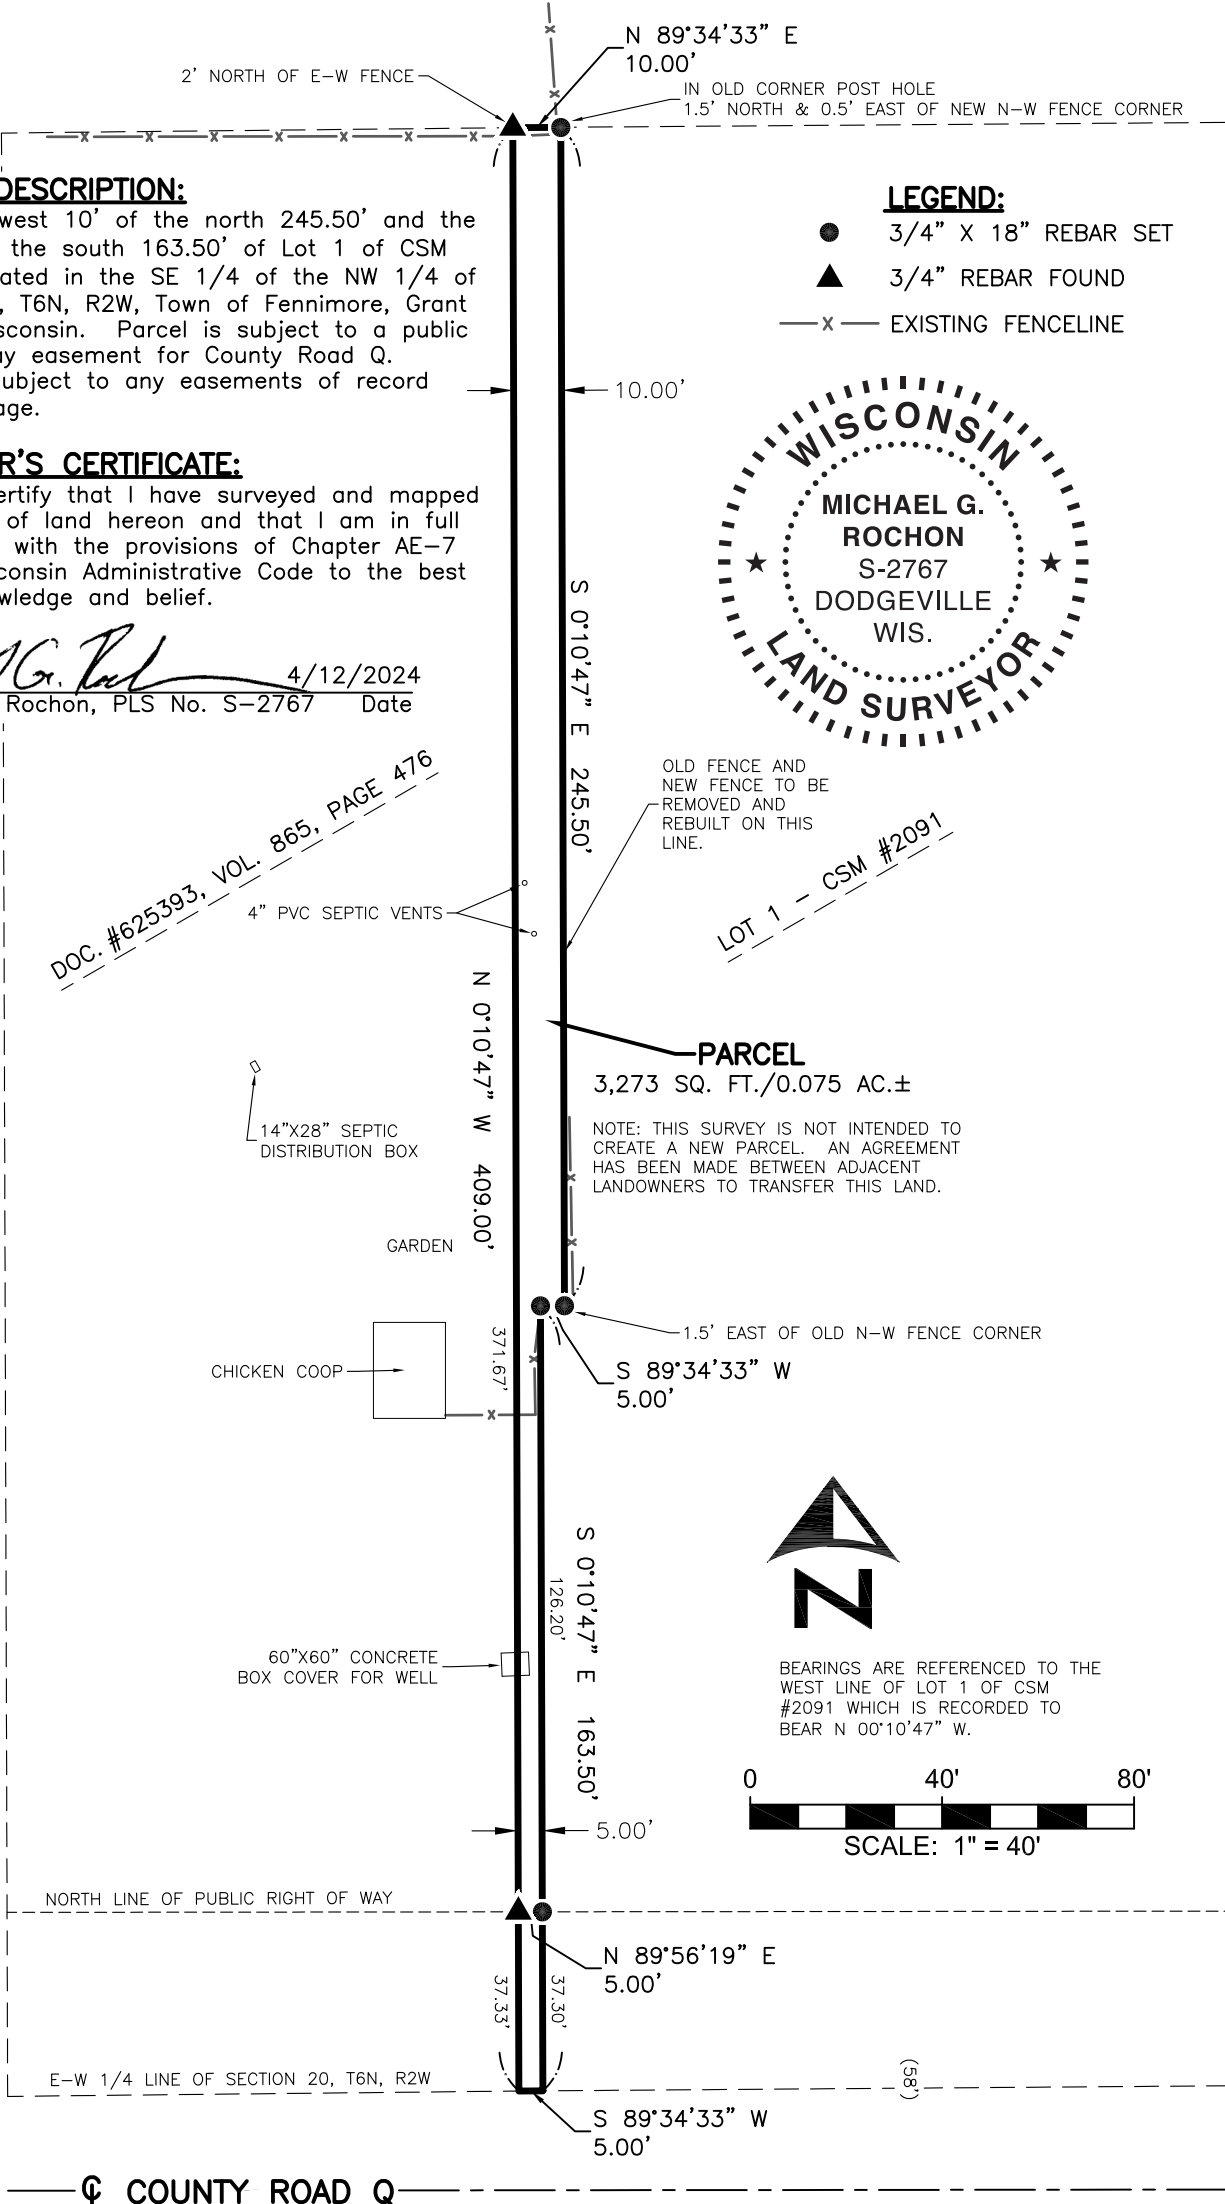 N 89°34'33" E
10.00'
2' NORTH OF E-W FENCE
IN OLD CORNER POST HOLE
1.5' NORTH & 0.5' EAST OF NEW N-W FENCE CORNER
DESCRIPTION:
west 10' of the north 245.50' and the
the south 163.50' of Lot 1 of CSM
ated in the SE 1/4 of the NW 1/4 of
, T6N, R2W, Town of Fennimore, Grant
sconsin. Parcel is subject to a public
y easement for County Road Q.
ubject to any easements of record
age.
LEGEND:
3/4" X 18" REBAR SET
3/4" REBAR FOUND
x EXISTING FENCELINE
10.00'
R'S CERTIFICATE:
ertify that I have surveyed and mapped
of land hereon and that I am in full
with the provisions of Chapter AE-7
consin Administrative Code to the best
wledge and belief.
4/12/2024
Rochon, PLS No. S-2767 Date
WISCONSIN
MICHAEL G.
ROCHON
S-2767
DODGEVILLE
WIS.
LAND SURVEYOR
S 0°10'47" E 245.50'
DOC. #625393, VOL. 865, PAGE 476
OLD FENCE AND
NEW FENCE TO BE
REMOVED AND
REBUILT ON THIS
LINE.
LOT 1 - CSM #2091
4" PVC SEPTIC VENTS
N 0°10'47" W 409.00'
PARCEL
3,273 SQ. FT./0.075 AC.±
14"X28" SEPTIC
DISTRIBUTION BOX
NOTE: THIS SURVEY IS NOT INTENDED TO
CREATE A NEW PARCEL. AN AGREEMENT
HAS BEEN MADE BETWEEN ADJACENT
LANDOWNERS TO TRANSFER THIS LAND.
GARDEN
371.67'
1.5' EAST OF OLD N-W FENCE CORNER
CHICKEN COOP
S 89°34'33" W
5.00'
S 0°10'47" E 163.50'
126.20'
N
60"X60" CONCRETE
BOX COVER FOR WELL
BEARINGS ARE REFERENCED TO THE
WEST LINE OF LOT 1 OF CSM
#2091 WHICH IS RECORDED TO
BEAR N 00°10'47" W.
0 40' 80'
SCALE: 1" = 40'
5.00'
NORTH LINE OF PUBLIC RIGHT OF WAY
N 89°56'19" E
5.00'
37.33'
37.30'
E-W 1/4 LINE OF SECTION 20, T6N, R2W
(58')
S 89°34'33" W
5.00'
℄ COUNTY ROAD Q